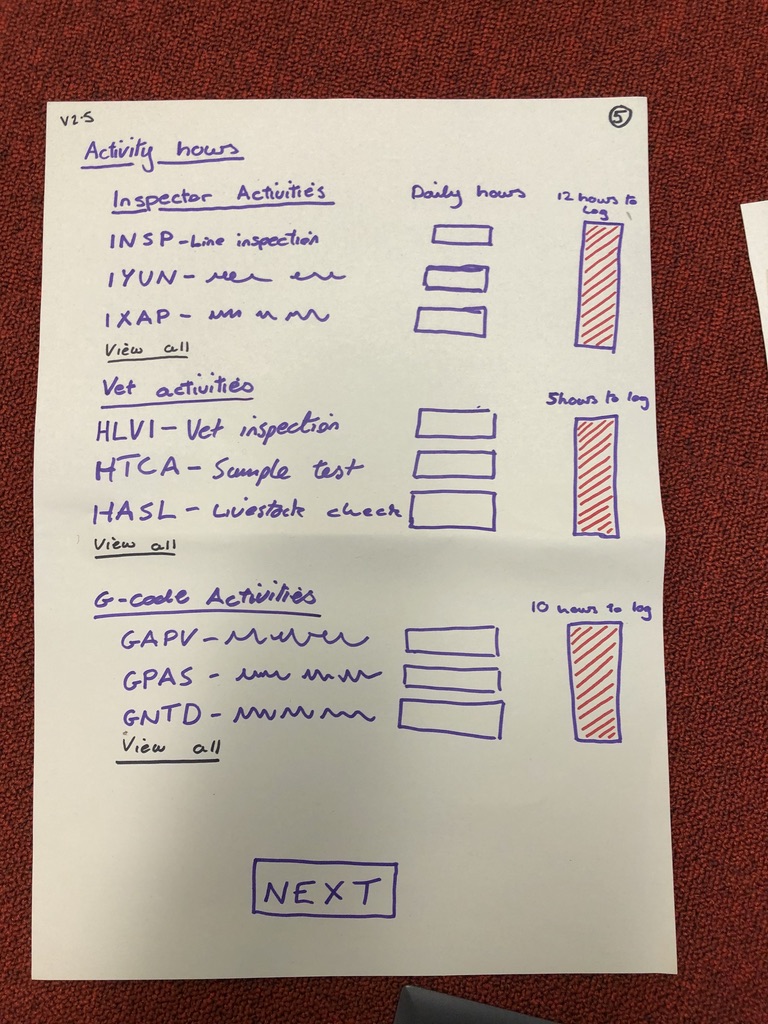 V2.5
5
Activity hours
Inspector Activities
Daily hours
12 hours to
log
INSP - Line inspection
IYUN -
IXAP -
View all
Vet activities
5 hours to log
HLVI - Vet inspection
HTCA - Sample test
HASL - Livestock check
View all
G-code Activities
10 hours to log
GAPV -
GPAS -
GNTD -
View all
NEXT